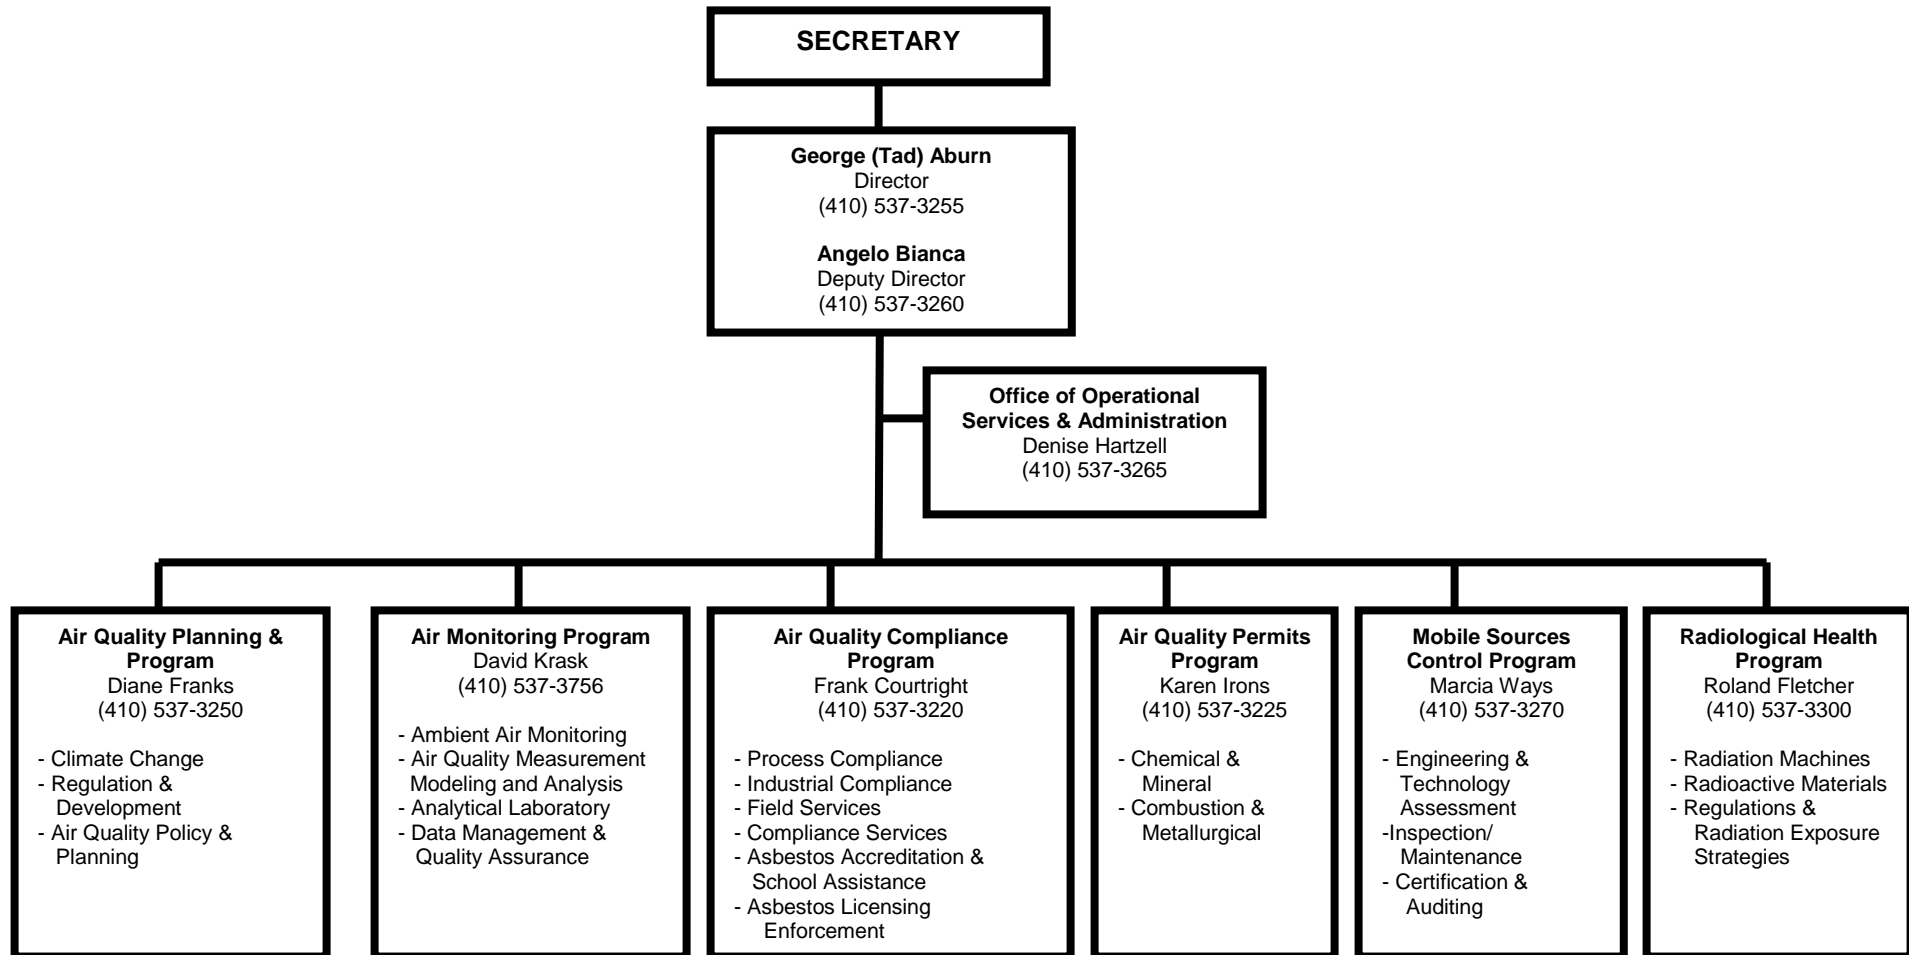 SECRETARY
George (Tad) Aburn
Director
(410) 537-3255
Angelo Bianca
Deputy Director
(410) 537-3260
Office of Operational
Services & Administration
Denise Hartzell
(410) 537-3265
Air Quality Planning &
Program
Diane Franks
(410) 537-3250
- Climate Change
- Regulation &
Development
- Air Quality Policy &
Planning
Air Monitoring Program
David Krask
(410) 537-3756
- Ambient Air Monitoring
- Air Quality Measurement
Modeling and Analysis
- Analytical Laboratory
- Data Management &
Quality Assurance
Air Quality Compliance
Program
Frank Courtright
(410) 537-3220
- Process Compliance
- Industrial Compliance
- Field Services
- Compliance Services
- Asbestos Accreditation &
School Assistance
- Asbestos Licensing
Enforcement
Air Quality Permits
Program
Karen Irons
(410) 537-3225
- Chemical &
Mineral
- Combustion &
Metallurgical
Mobile Sources
Control Program
Marcia Ways
(410) 537-3270
- Engineering &
Technology
Assessment
-Inspection/
Maintenance
- Certification &
Auditing
Radiological Health
Program
Roland Fletcher
(410) 537-3300
- Radiation Machines
- Radioactive Materials
- Regulations &
Radiation Exposure
Strategies